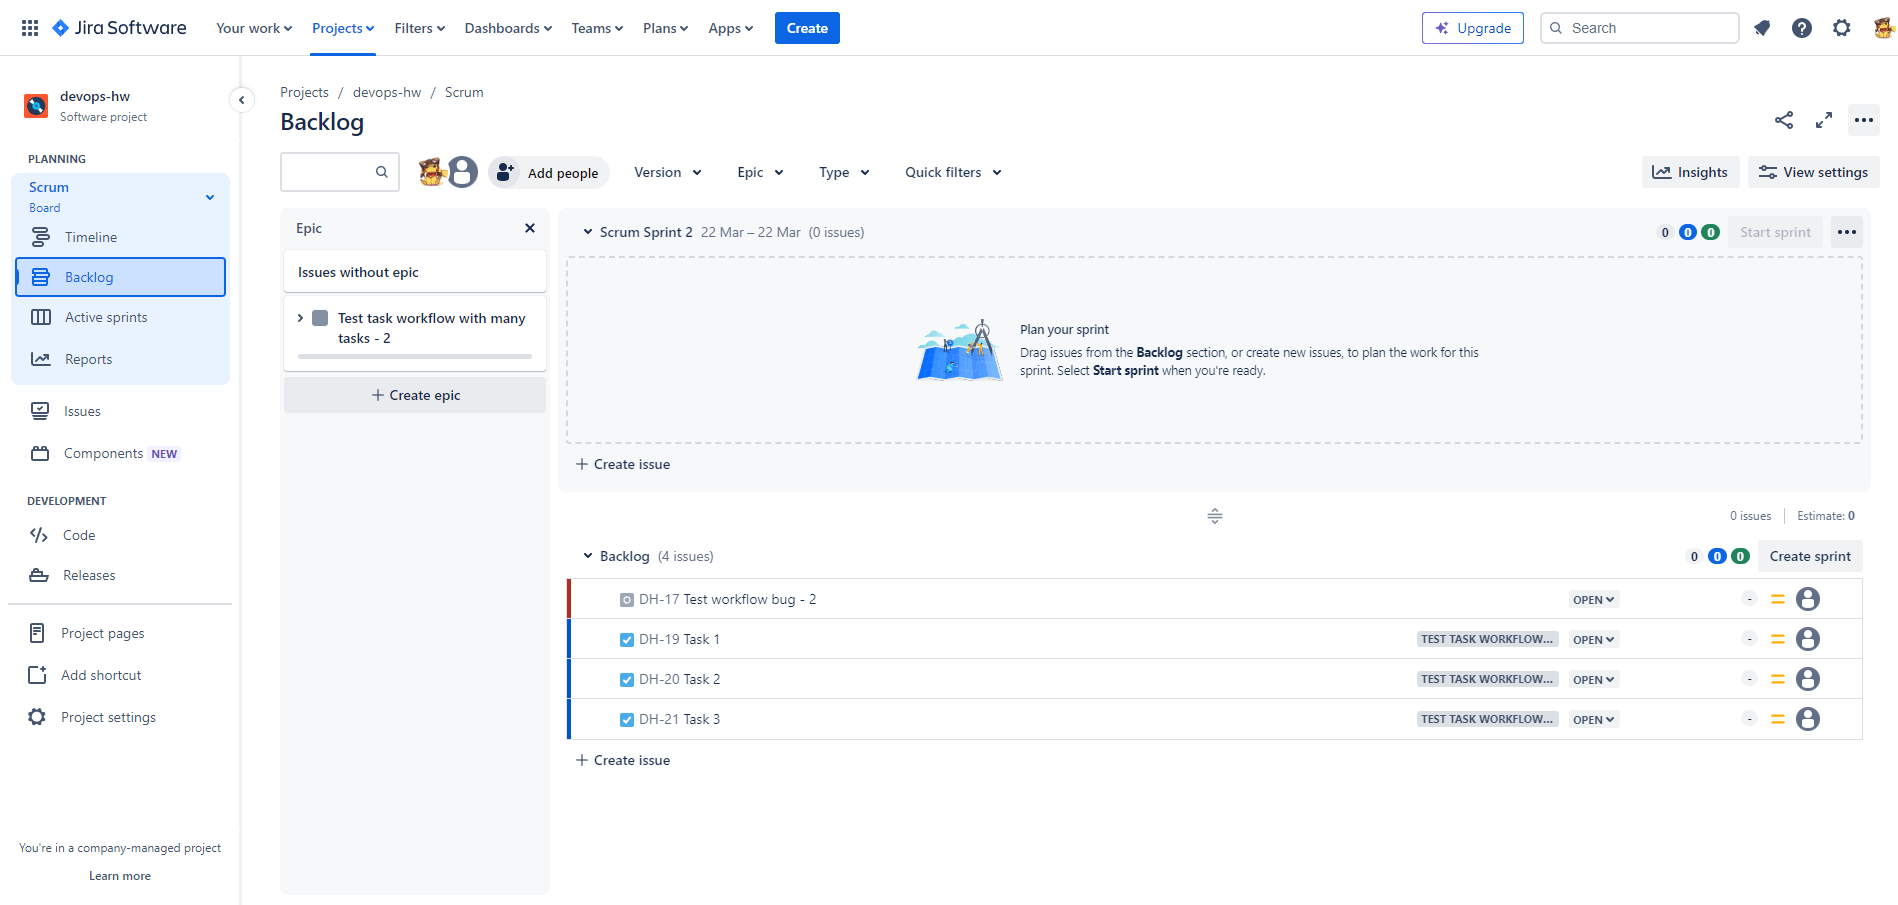 Jira Software
Your work
Projects
Filters
Dashboards
Teams
Plans
Apps
Create
Upgrade
Search
devops-hw
Software project
PLANNING
Scrum
Board
Timeline
Backlog
Active sprints
Reports
Issues
Components NEW
DEVELOPMENT
Code
Releases
Project pages
Add shortcut
Project settings
You're in a company-managed project
Learn more
Projects / devops-hw / Scrum
Backlog
Add people
Version
Epic
Type
Quick filters
Insights
View settings
Epic
Issues without epic
Test task workflow with many
tasks - 2
Create epic
Scrum Sprint 2 22 Mar – 22 Mar (0 issues)
0 0 0 Start sprint
Plan your sprint
Drag issues from the Backlog section, or create new issues, to plan the work for this
sprint. Select Start sprint when you're ready.
Create issue
0 issues Estimate: 0
Backlog (4 issues)
0 0 0 Create sprint
DH-17 Test workflow bug - 2 OPEN -
DH-19 Task 1 TEST TASK WORKFLOW... OPEN -
DH-20 Task 2 TEST TASK WORKFLOW... OPEN -
DH-21 Task 3 TEST TASK WORKFLOW... OPEN -
Create issue